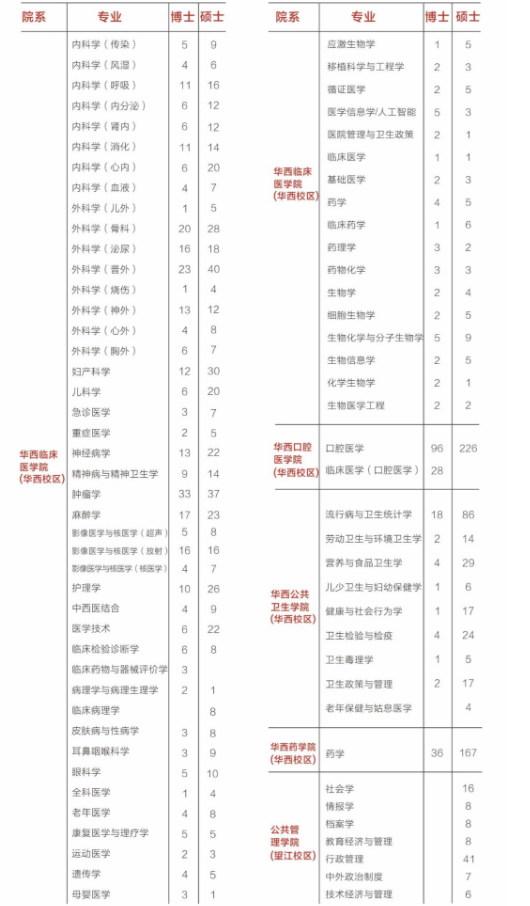 院系 专业 博士 硕士
华西临床
医学院
(华西校区)
内科学（传染） 5 9
内科学（风湿） 4 6
内科学（呼吸） 11 16
内科学（内分泌） 6 12
内科学（肾内） 6 12
内科学（消化） 11 14
内科学（心内） 6 20
内科学（血液） 4 7
外科学（儿外） 1 5
外科学（骨科） 20 28
外科学（泌尿） 16 18
外科学（普外） 23 40
外科学（烧伤） 1 4
外科学（神外） 13 12
外科学（心外） 4 8
外科学（胸外） 6 7
妇产科学 12 30
儿科学 6 20
急诊医学 3 7
重症医学 2 5
神经病学 13 22
精神病与精神卫生学 9 14
肿瘤学 33 37
麻醉学 17 23
影像医学与核医学（超声） 5 8
影像医学与核医学（放射） 16 16
影像医学与核医学（核医学） 4 7
护理学 10 26
中西医结合 4 9
医学技术 6 22
临床检验诊断学 6 8
临床药物与器械评价学 3
病理学与病理生理学 2 1
临床病理学 8
皮肤病与性病学 3 8
耳鼻咽喉科学 3 9
眼科学 5 10
全科医学 1 4
老年医学 4 8
康复医学与理疗学 5 5
运动医学 2 3
遗传学 4 5
母婴医学 3 1
院系 专业 博士 硕士
华西临床
医学院
(华西校区)
应激生物学 1 5
移植科学与工程学 2 3
循证医学 2 5
医学信息学/人工智能 5 3
医院管理与卫生政策 2 1
临床医学 1 1
基础医学 2 3
药学 4 5
临床药学 1 6
药理学 3 2
药物化学 3 3
生物学 2 4
细胞生物学 2 5
生物化学与分子生物学 5 9
生物信息学 2 5
化学生物学 2 1
生物医学工程 2 2
华西口腔
医学院
(华西校区)
口腔医学 96 226
临床医学（口腔医学） 28
华西公共
卫生学院
(华西校区)
流行病与卫生统计学 18 86
劳动卫生与环境卫生学 2 14
营养与食品卫生学 4 29
儿少卫生与妇幼保健学 1 6
健康与社会行为学 1 17
卫生检验与检疫 4 24
卫生毒理学 1 5
卫生政策与管理 2 17
老年保健与姑息医学 4
华西药学院
(华西校区)
药学 36 167
公共管
理学院
(望江校区)
社会学 16
情报学 8
档案学 8
教育经济与管理 8
行政管理 41
中外政治制度 7
技术经济与管理 6